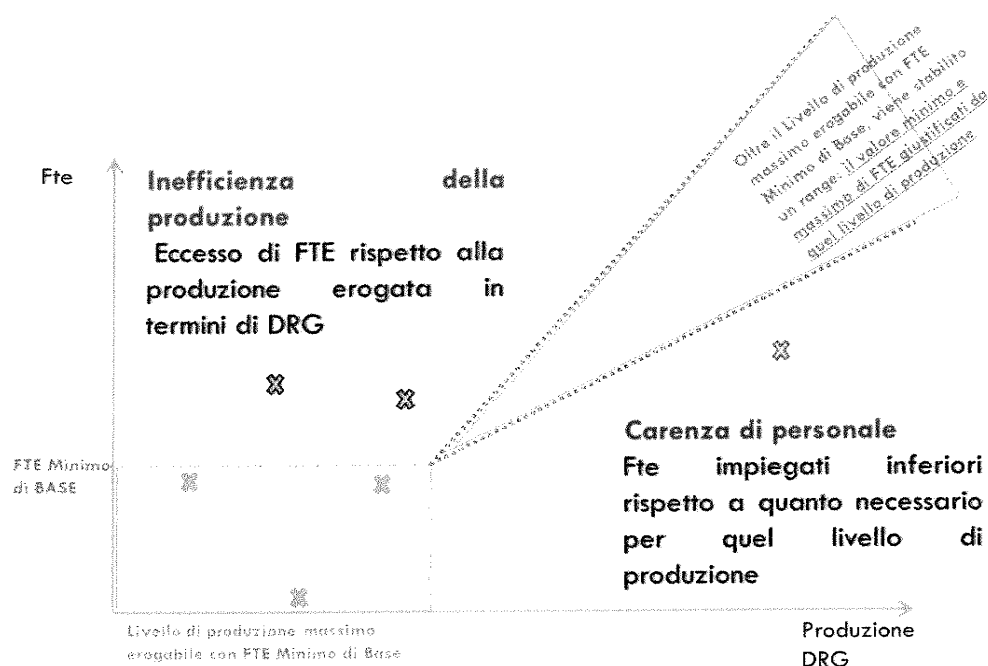 Oltre il Livello di produzione
massimo erogabile con FTE
Minimo di Base, viene stabilito
un range: il valore minimo e
massimo di FTE giustificati da
quel livello di produzione
Fte
Inefficienza della
produzione
Eccesso di FTE rispetto alla
produzione erogata in
termini di DRG
Carenza di personale
Fte impiegati inferiori
rispetto a quanto necessario
per quel livello di
produzione
FTE Minimo
di BASE
Livello di produzione massimo
erogabile con FTE Minimo di Base
Produzione
DRG